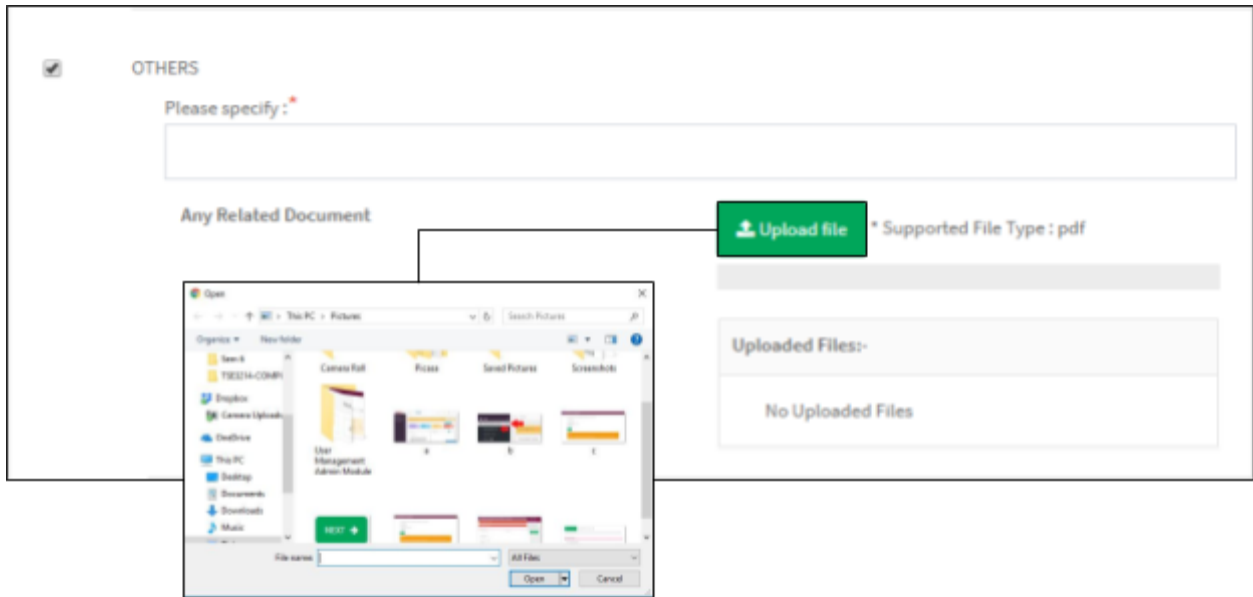 OTHERS
Please specify :*
Any Related Document
Upload file
* Supported File Type : pdf
Uploaded Files:-
No Uploaded Files
Open
This PC › Pictures
Search Pictures
Organize
New folder
Camera Roll
Picasa
Saved Pictures
Screenshots
Dropbox
Camera Uploads
OneDrive
This PC
Desktop
Documents
Downloads
Music
User
Management
Admin Module
a
b
c
NEXT
File name:
All Files
Open
Cancel